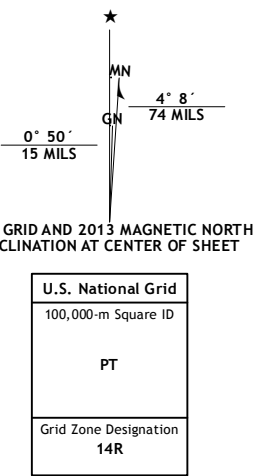 ★
MN
4° 8´
74 MILS
GN
0° 50´
15 MILS
GRID AND 2013 MAGNETIC NORTH
CLINATION AT CENTER OF SHEET
U.S. National Grid
100,000-m Square ID
PT
Grid Zone Designation
14R